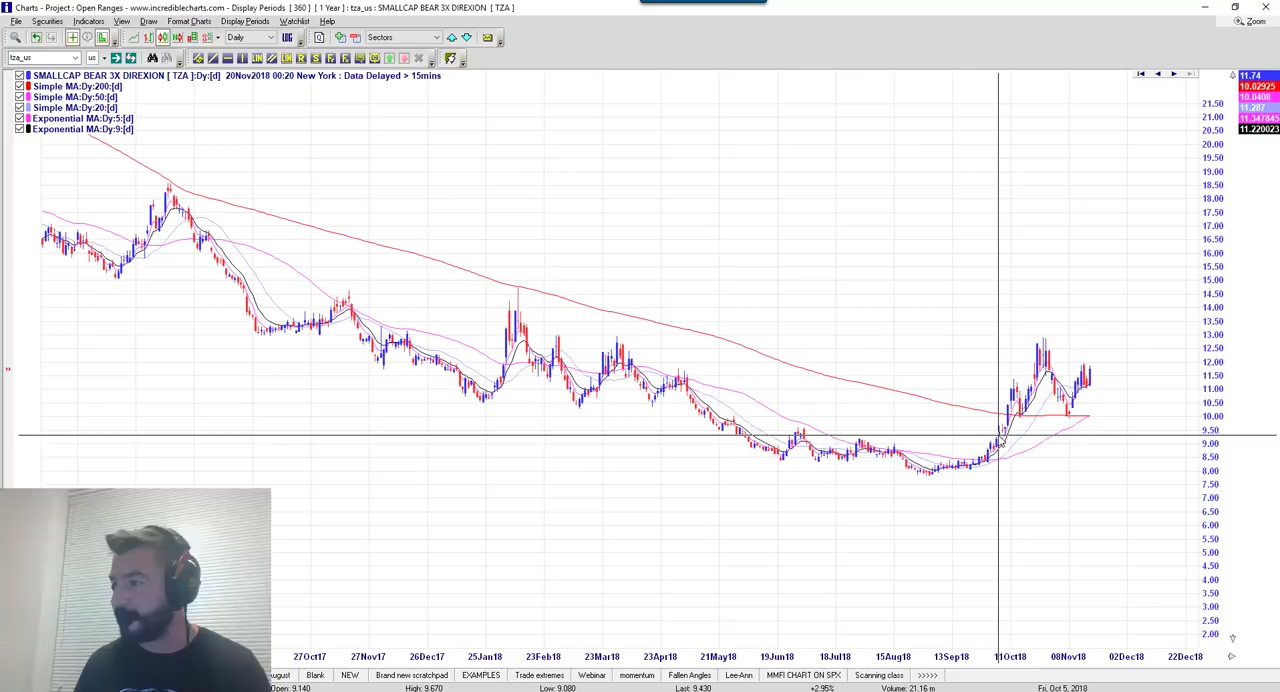 Charts - Project : Open Ranges - www.incrediblecharts.com - Display Periods [ 360 ] [ 1 Year ] : tza_us : SMALLCAP BEAR 3X DIREXION [ TZA ]
File Securities Indicators View Draw Format Charts Display Periods Watchlist Help
Zoom
Daily
Sectors
tza_us
us
SMALLCAP BEAR 3X DIREXION [ TZA ]:Dy:[d] 20Nov2018 00:20 New York : Data Delayed > 15mins
Simple MA:Dy:200:[d]
Simple MA:Dy:50:[d]
Simple MA:Dy:20:[d]
Exponential MA:Dy:5:[d]
Exponential MA:Dy:9:[d]
11.74
10.02925
10.0408
11.287
11.347845
11.220023
21.50
21.00
20.50
20.00
19.50
19.00
18.50
18.00
17.50
17.00
16.50
16.00
15.50
15.00
14.50
14.00
13.50
13.00
12.50
12.00
11.50
11.00
10.50
10.00
9.50
9.00
8.50
8.00
7.50
7.00
6.50
6.00
5.50
5.00
4.50
4.00
3.50
3.00
2.50
2.00
27Oct17 27Nov17 26Dec17 25Jan18 23Feb18 23Mar18 23Apr18 21May18 19Jun18 18Jul18 15Aug18 13Sep18 11Oct18 08Nov18 02Dec18 22Dec18
August Blank NEW Brand new scratchpad EXAMPLES Trade extremes Webinar momentum Fallen Angles Lee-Ann MMFI CHART ON SPX Scanning class >>>>>
Open: 9.140 High: 9.670 Low: 9.080 Last: 9.430 +2.95% Volume: 21.16 m Fri, Oct 5, 2018